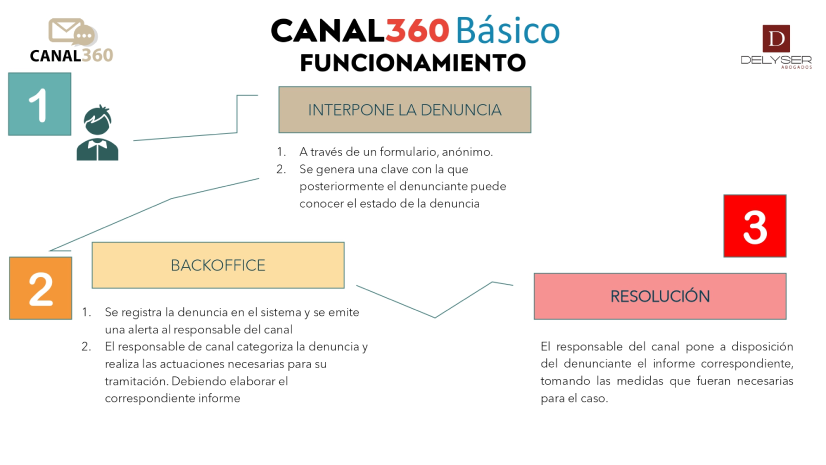 CANAL360 Básico
FUNCIONAMIENTO
CANAL360
D
DELYSER
ABOGADOS
1
INTERPONE LA DENUNCIA
1. A través de un formulario, anónimo.
2. Se genera una clave con la que
posteriormente el denunciante puede
conocer el estado de la denuncia
2
BACKOFFICE
1. Se registra la denuncia en el sistema y se emite
una alerta al responsable del canal
2. El responsable de canal categoriza la denuncia y
realiza las actuaciones necesarias para su
tramitación. Debiendo elaborar el
correspondiente informe
3
RESOLUCIÓN
El responsable del canal pone a disposición
del denunciante el informe correspondiente,
tomando las medidas que fueran necesarias
para el caso.